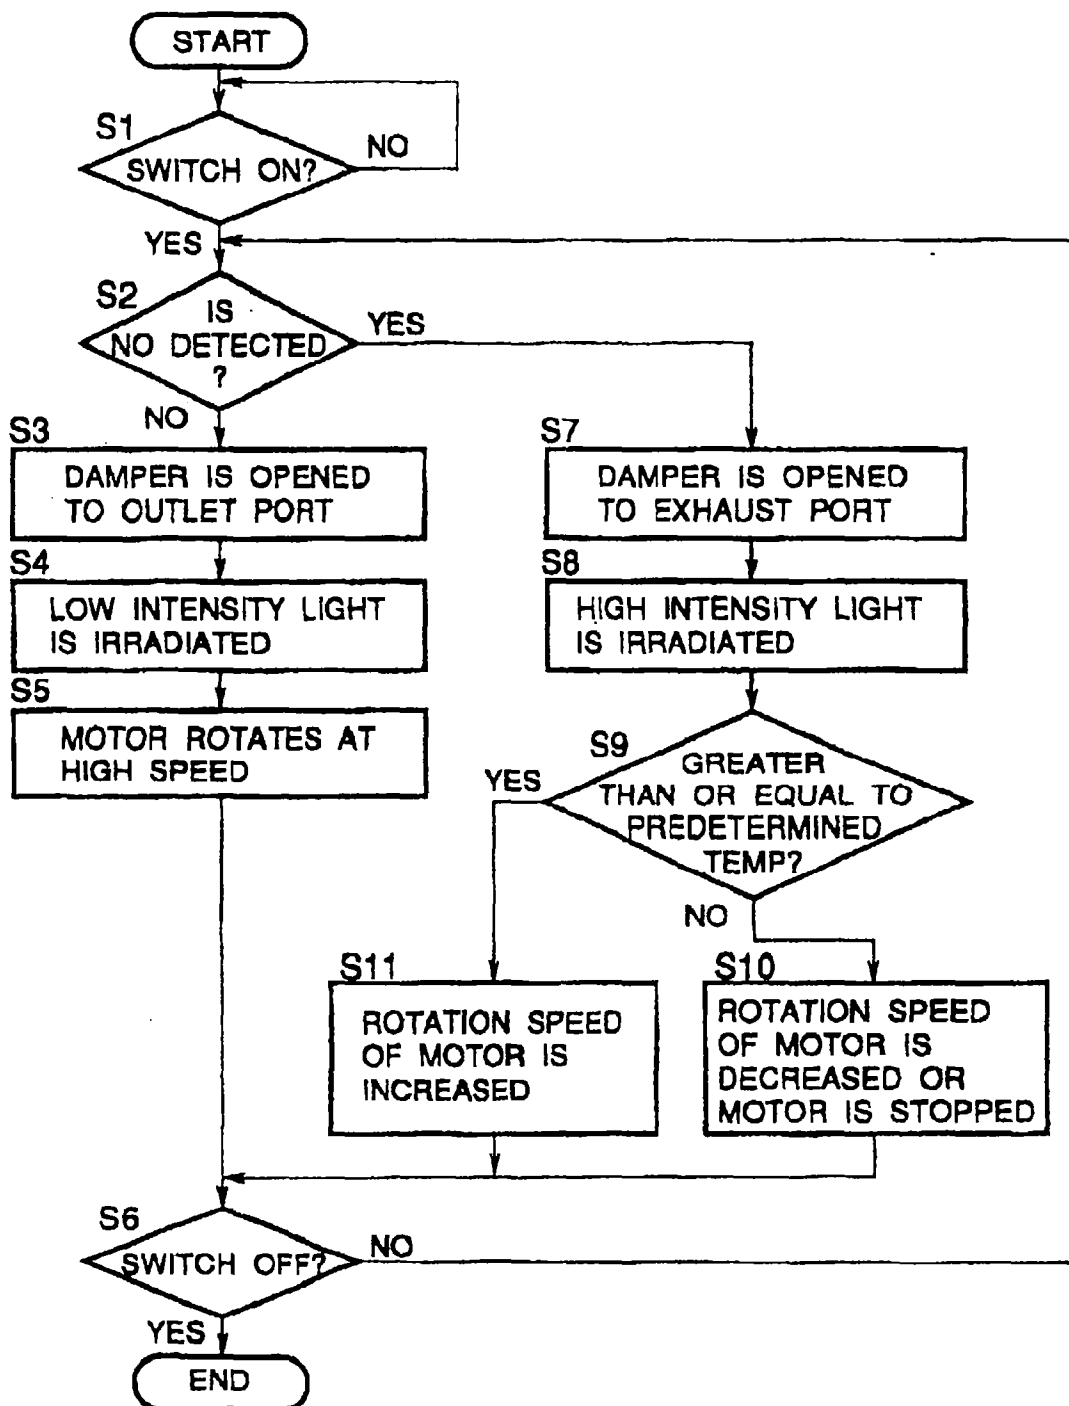 START
S1
SWITCH ON?
NO
YES
S2
IS
NO DETECTED
?
YES
NO
S3
DAMPER IS OPENED
TO OUTLET PORT
S4
LOW INTENSITY LIGHT
IS IRRADIATED
S5
MOTOR ROTATES AT
HIGH SPEED
S7
DAMPER IS OPENED
TO EXHAUST PORT
S8
HIGH INTENSITY LIGHT
IS IRRADIATED
S9
GREATER
THAN OR EQUAL TO
PREDETERMINED
TEMP?
YES
NO
S11
ROTATION SPEED
OF MOTOR IS
INCREASED
S10
ROTATION SPEED
OF MOTOR IS
DECREASED OR
MOTOR IS STOPPED
S6
SWITCH OFF?
NO
YES
END